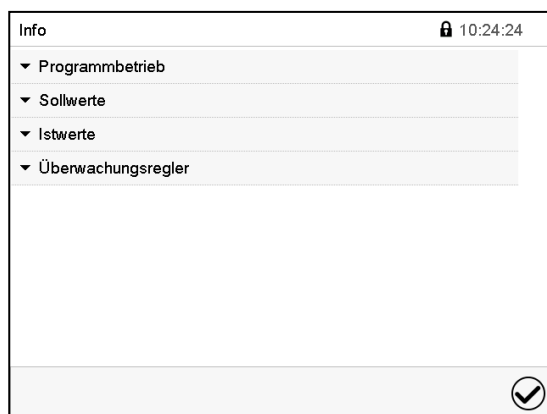 Info 10:24:24
Programmbetrieb
Sollwerte
Istwerte
Überwachungsregler